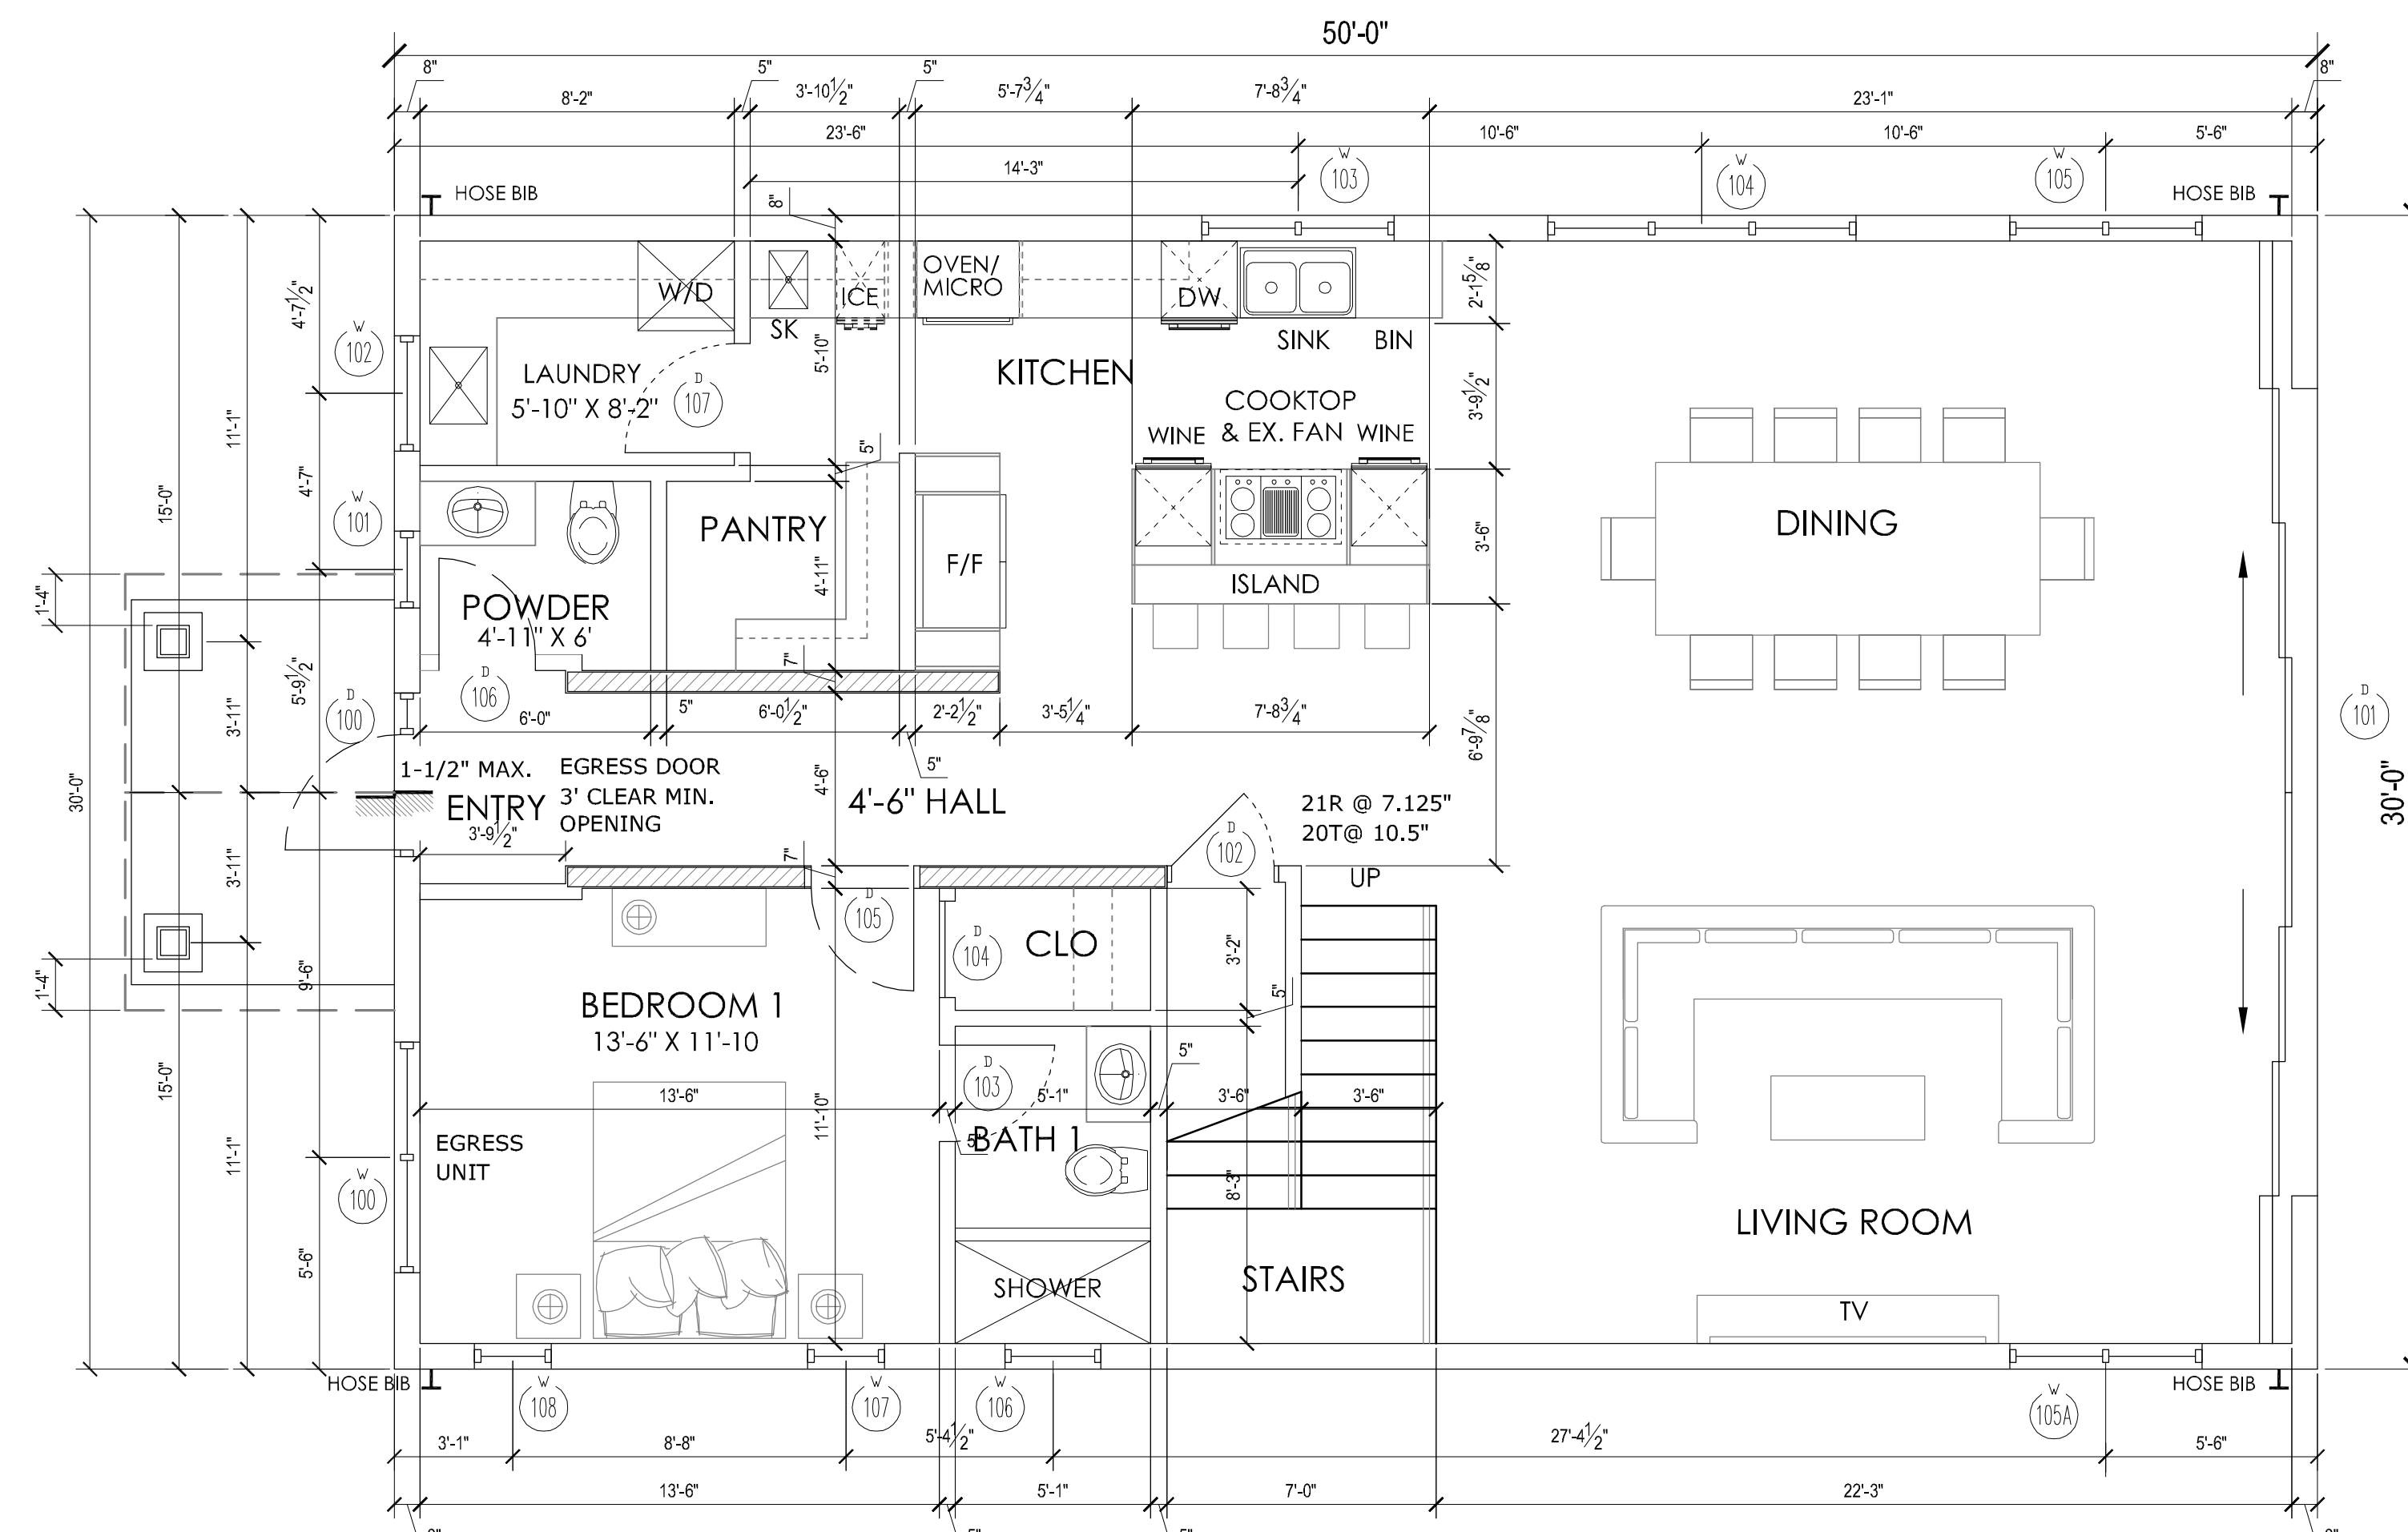 50'-0"
8" 8'-2" 5" 3'-10 1/2" 5" 5'-7 3/4" 7'-8 3/4" 23'-1" 8"
23'-6" 10'-6" 10'-6" 5'-6"
14'-3"
W 103
W 104
W 105
HOSE BIB
HOSE BIB
8"
4'-7 1/2"
W/D
ICE
OVEN/
MICRO
DW
2'-1 5/8"
SK
SINK BIN
W 102
5'-10"
LAUNDRY
5'-10" X 8'-2"
D 107
KITCHEN
COOKTOP
& EX. FAN
WINE
WINE
3'-9 1/2"
11'-1"
5"
4'-7"
15'-0"
W 101
PANTRY
F/F
3'-6"
DINING
ISLAND
1'-4"
POWDER
4'-11" X 6'
4'-11"
7"
5'-9 1/2"
D 106
D 100
3'-11"
6'-0" 5" 6'-0 1/2" 2'-2 1/2" 3'-5 1/4" 7'-8 3/4"
6'-9 7/8"
D 101
5"
30'-0"
30'-0"
1-1/2" MAX.
EGRESS DOOR
3' CLEAR MIN.
OPENING
ENTRY
3'-9 1/2"
4'-6"
4'-6" HALL
21R @ 7.125"
20T@ 10.5"
3'-11"
7"
D 102
UP
D 105
D 104
CLO
3'-2"
1'-4"
9'-6"
5"
BEDROOM 1
13'-6" X 11'-10
15'-0"
5"
D 103
13'-6" 5'-1" 3'-6" 3'-6"
11'-10"
11'-1"
EGRESS
UNIT
5"
BATH 1
8'-3"
W 100
LIVING ROOM
5'-6"
SHOWER
STAIRS
TV
HOSE BIB
HOSE BIB
W 108
W 107
W 106
W 105A
3'-1" 8'-8" 5'-4 1/2" 27'-4 1/2" 5'-6"
13'-6" 5'-1" 7'-0" 22'-3"